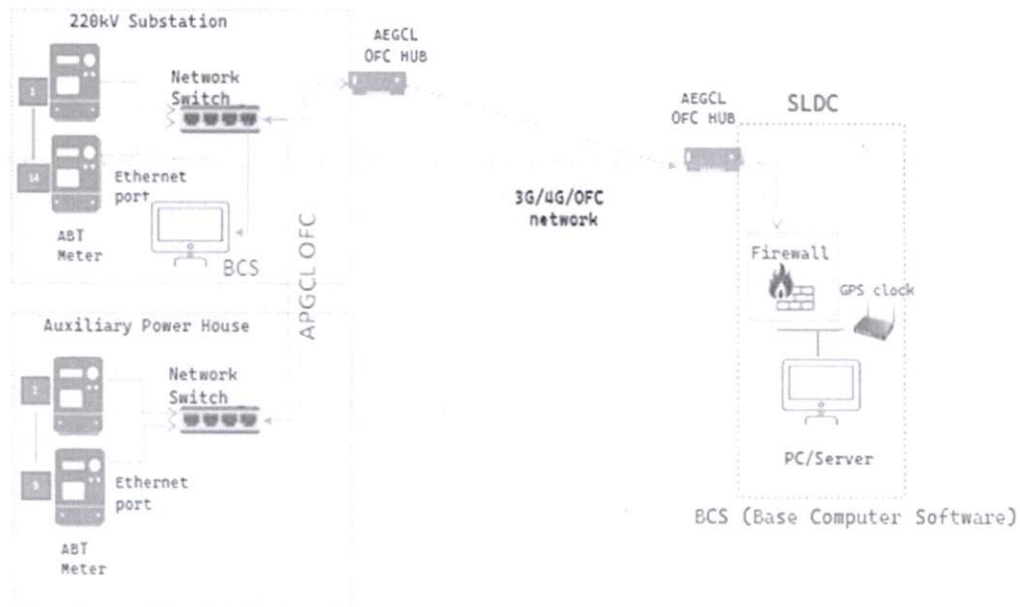 220kV Substation
AEGCL
OFC HUB
1
Network
Switch
14
Ethernet
port
ABT
Meter
BCS
APGCL OFC
AEGCL
OFC HUB
SLDC
3G/4G/OFC
network
Firewall
GPS clock
PC/Server
BCS (Base Computer Software)
Auxiliary Power House
1
Network
Switch
3
Ethernet
port
ABT
Meter